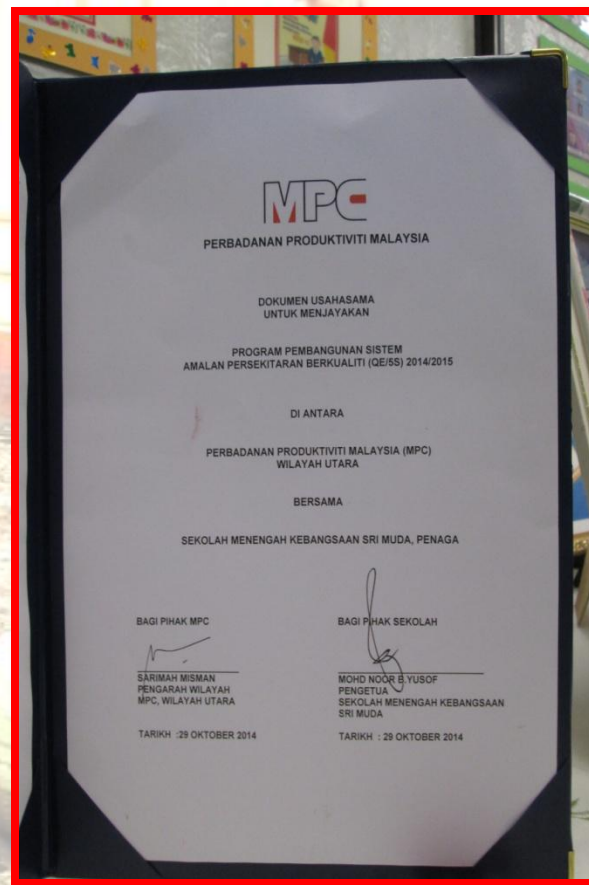 MPC
PERBADANAN PRODUKTIVITI MALAYSIA
DOKUMEN USAHASAMA
UNTUK MENJAYAKAN
PROGRAM PEMBANGUNAN SISTEM
AMALAN PERSEKITARAN BERKUALITI (QE/5S) 2014/2015
DI ANTARA
PERBADANAN PRODUKTIVITI MALAYSIA (MPC)
WILAYAH UTARA
BERSAMA
SEKOLAH MENENGAH KEBANGSAAN SRI MUDA, PENAGA
BAGI PIHAK MPC
SARIMAH MISMAN
PENGARAH WILAYAH
MPC, WILAYAH UTARA
TARIKH :29 OKTOBER 2014
BAGI PIHAK SEKOLAH
MOHD NOOR B.YUSOF
PENGETUA
SEKOLAH MENENGAH KEBANGSAAN
SRI MUDA
TARIKH : 29 OKTOBER 2014